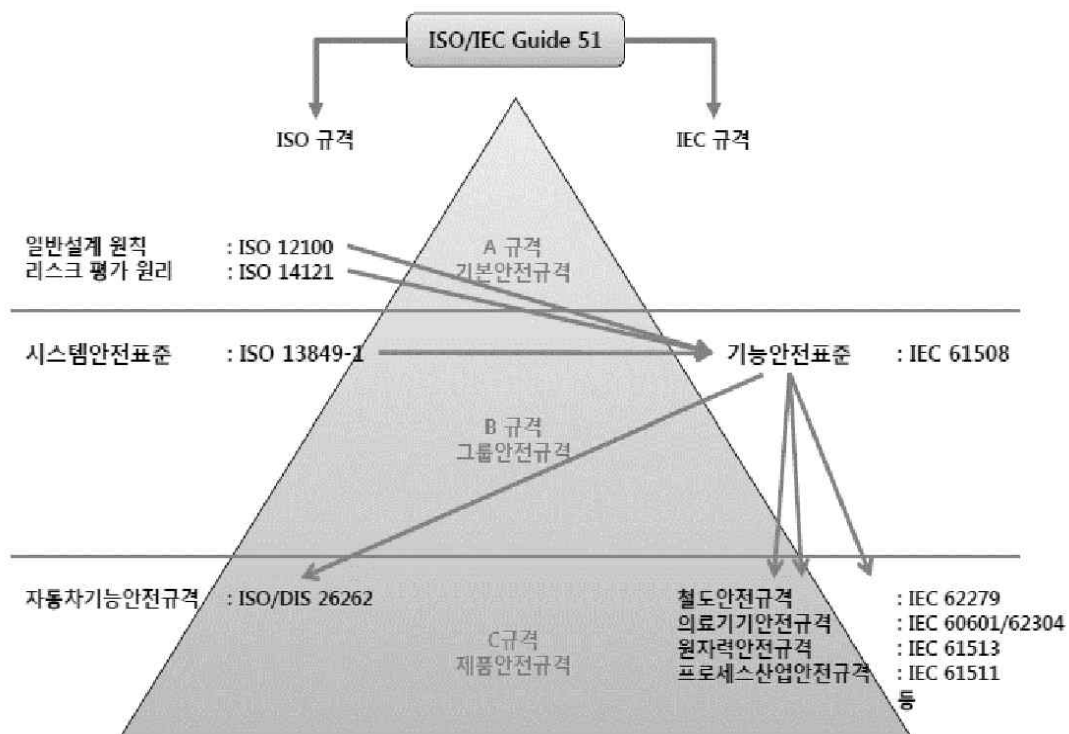 ISO/IEC Guide 51
ISO 규격
IEC 규격
일반설계 원칙 : ISO 12100
리스크 평가 원리 : ISO 14121
A 규격
기본안전규격
시스템안전표준 : ISO 13849-1
기능안전표준 : IEC 61508
B 규격
그룹안전규격
자동차기능안전규격 : ISO/DIS 26262
철도안전규격 : IEC 62279
의료기기안전규격 : IEC 60601/62304
원자력안전규격 : IEC 61513
프로세스산업안전규격 : IEC 61511
등
C규격
제품안전규격